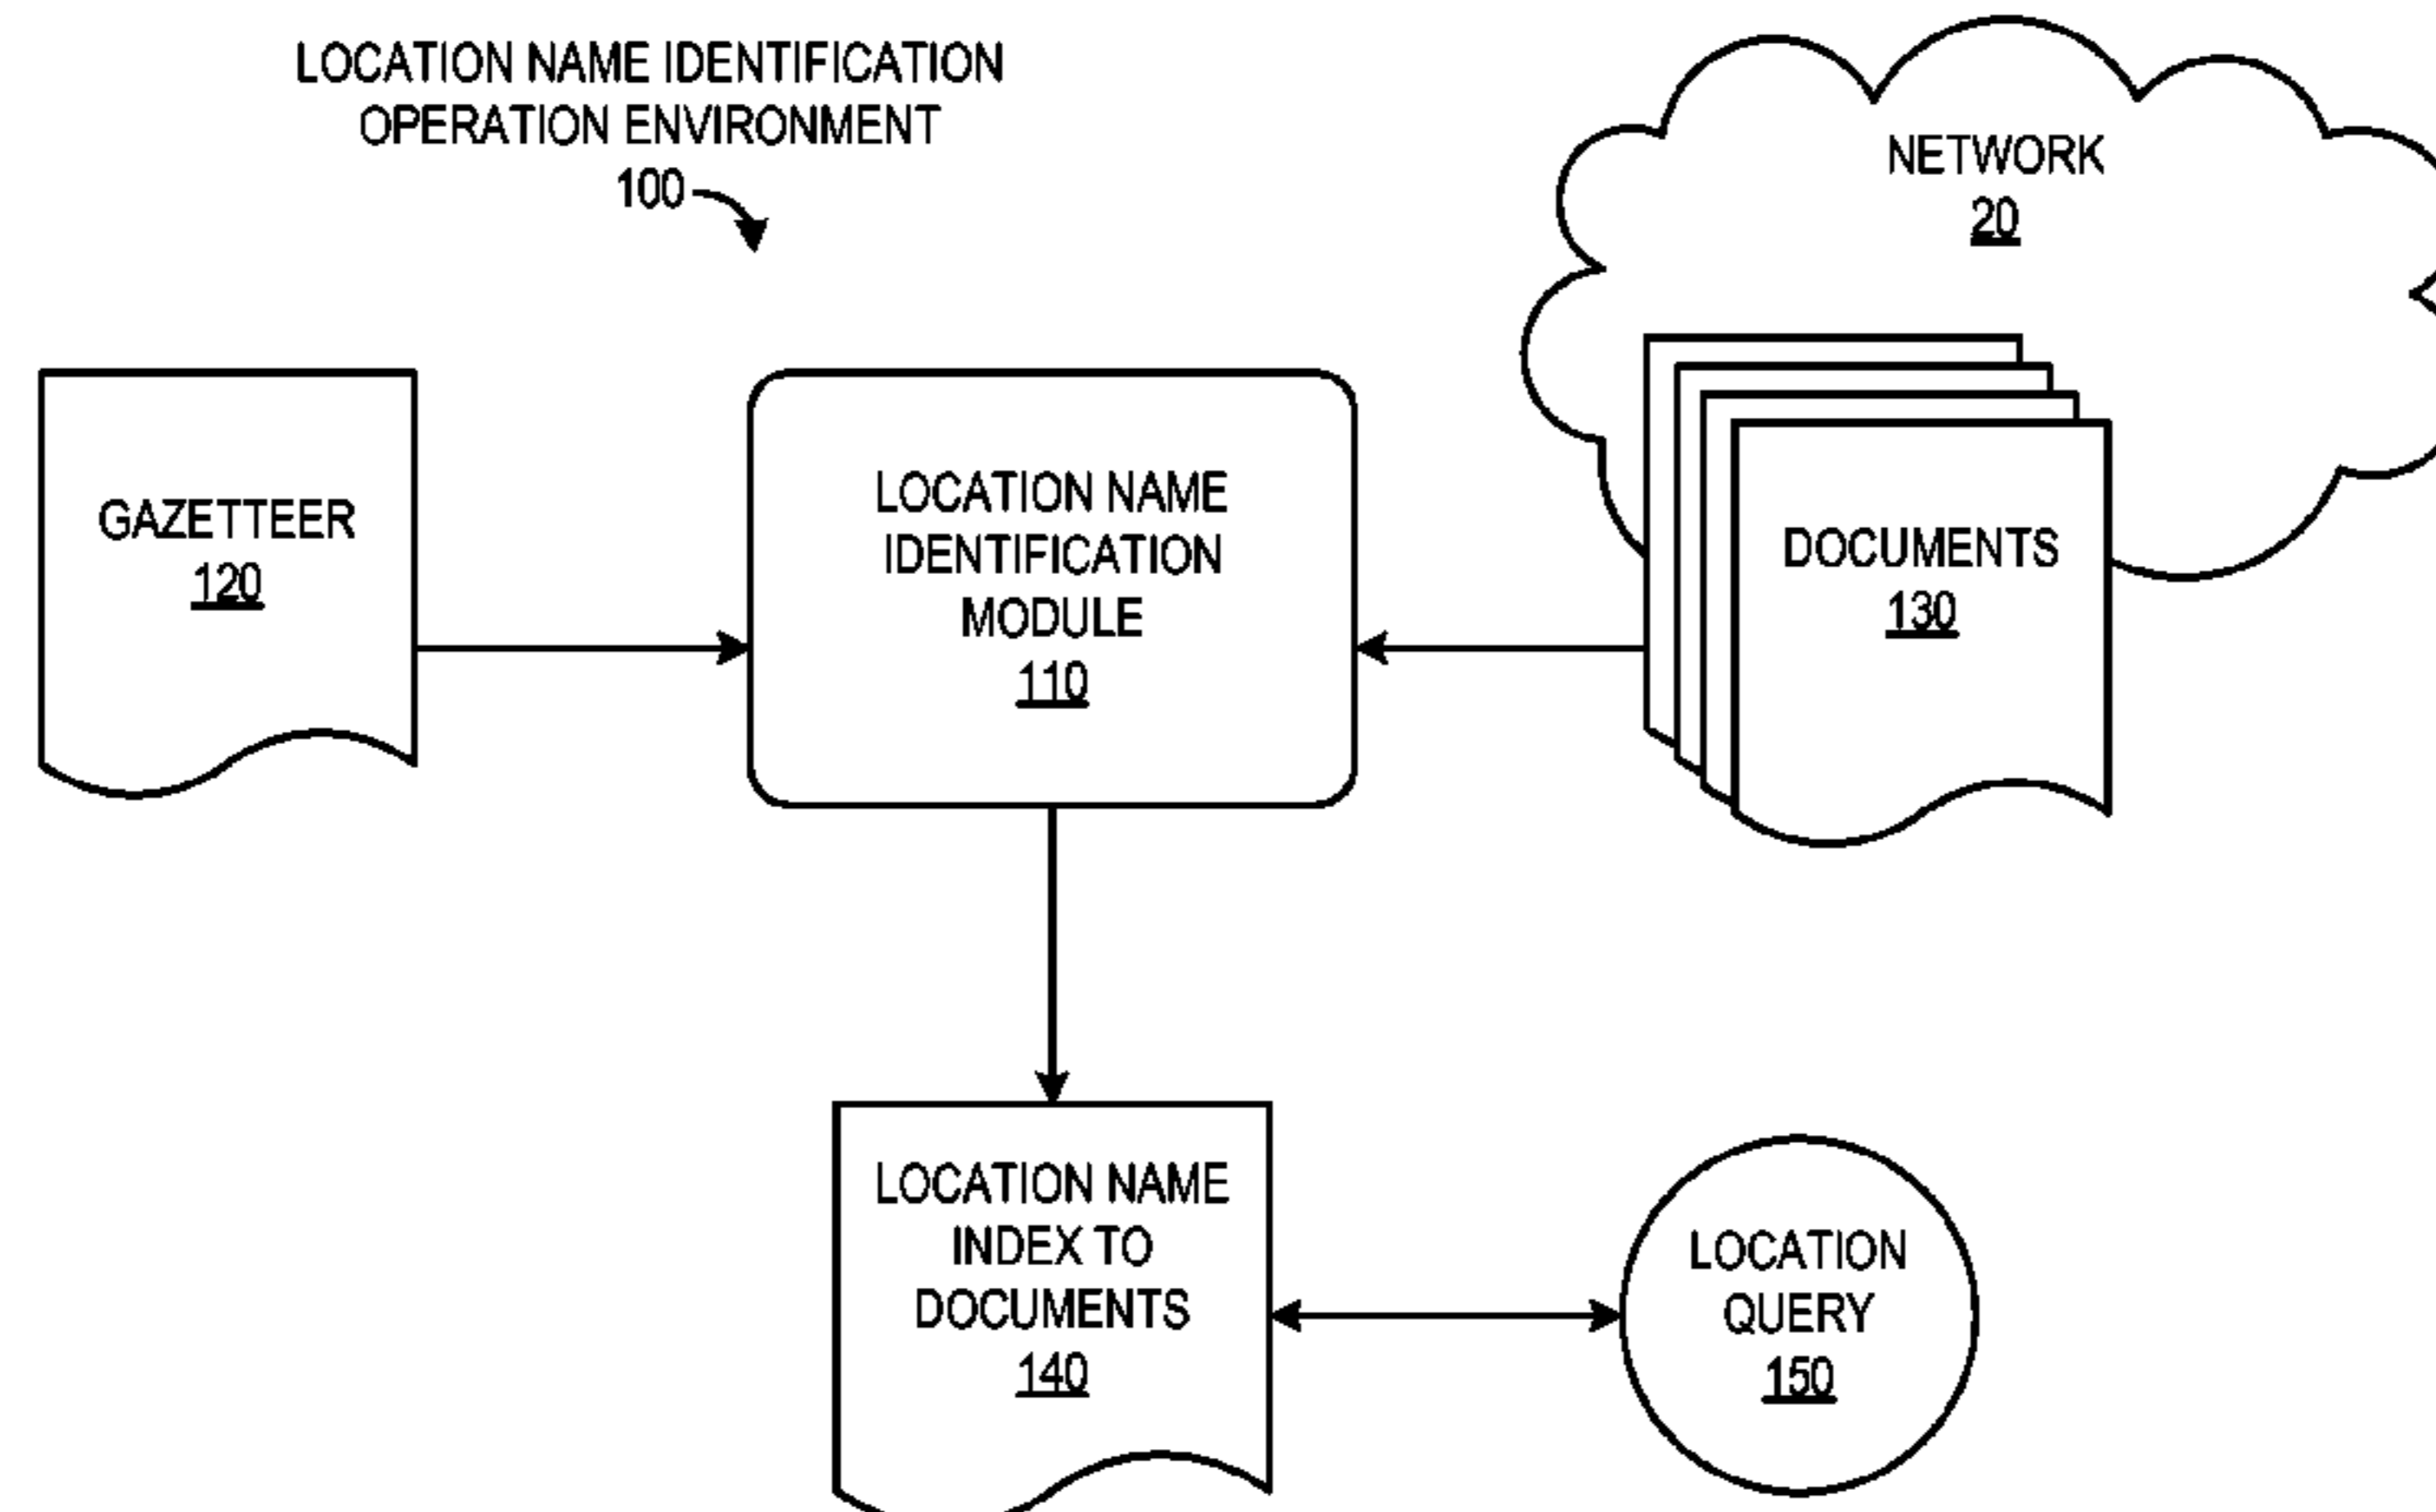 LOCATION NAME IDENTIFICATION
OPERATION ENVIRONMENT
100
NETWORK
20
GAZETTEER
120
LOCATION NAME
IDENTIFICATION
MODULE
110
DOCUMENTS
130
LOCATION NAME
INDEX TO
DOCUMENTS
140
LOCATION
QUERY
150